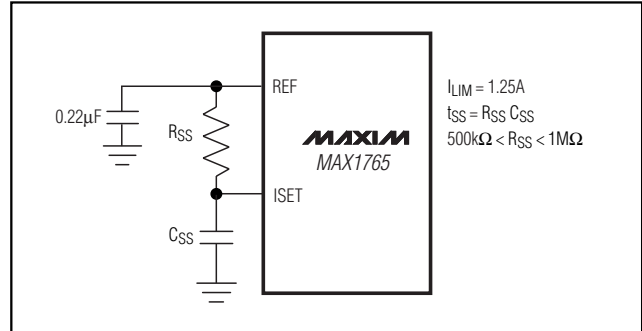 REF
0.22µF
RSS
MAXIM
MAX1765
ISET
CSS
ILIM = 1.25A
tSS = RSS CSS
500kΩ < RSS < 1MΩ